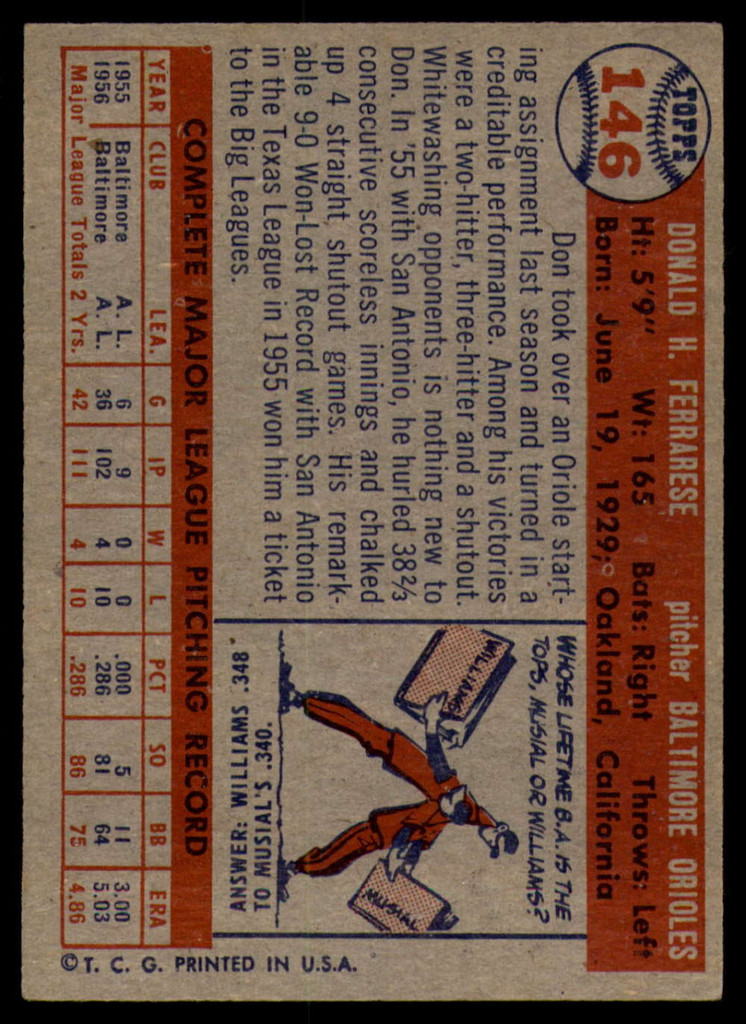 TOPPS
146
DONALD H. FERRARESE pitcher BALTIMORE ORIOLES
Ht: 5'9" Wt: 165 Bats: Right Throws: Left
Born: June 19, 1929, Oakland, California
Don took over an Oriole start-
ing assignment last season and turned in a
creditable performance. Among his victories
were a two-hitter, three-hitter and a shutout.
Whitewashing opponents is nothing new to
Don. In '55 with San Antonio, he hurled 38⅔
consecutive scoreless innings and chalked
up 4 straight shutout games. His remark-
able 9-0 Won-Lost Record with San Antonio
in the Texas League in 1955 won him a ticket
to the Big Leagues.
WHOSE LIFETIME B.A. IS THE
TOPS, MUSIAL OR WILLIAMS?
WILLIAMS
MUSIAL
ANSWER: WILLIAMS .348
TO MUSIAL'S .340.
COMPLETE MAJOR LEAGUE PITCHING RECORD
YEAR CLUB LEA. G IP W L PCT SO BB ERA
1955 Baltimore A. L. 6 9 0 0 .000 5 11 3.00
1956 Baltimore A. L. 36 102 4 10 .286 81 64 5.03
Major League Totals 2 Yrs. 42 111 4 10 .286 86 75 4.86
© T. C. G. PRINTED IN U.S.A.